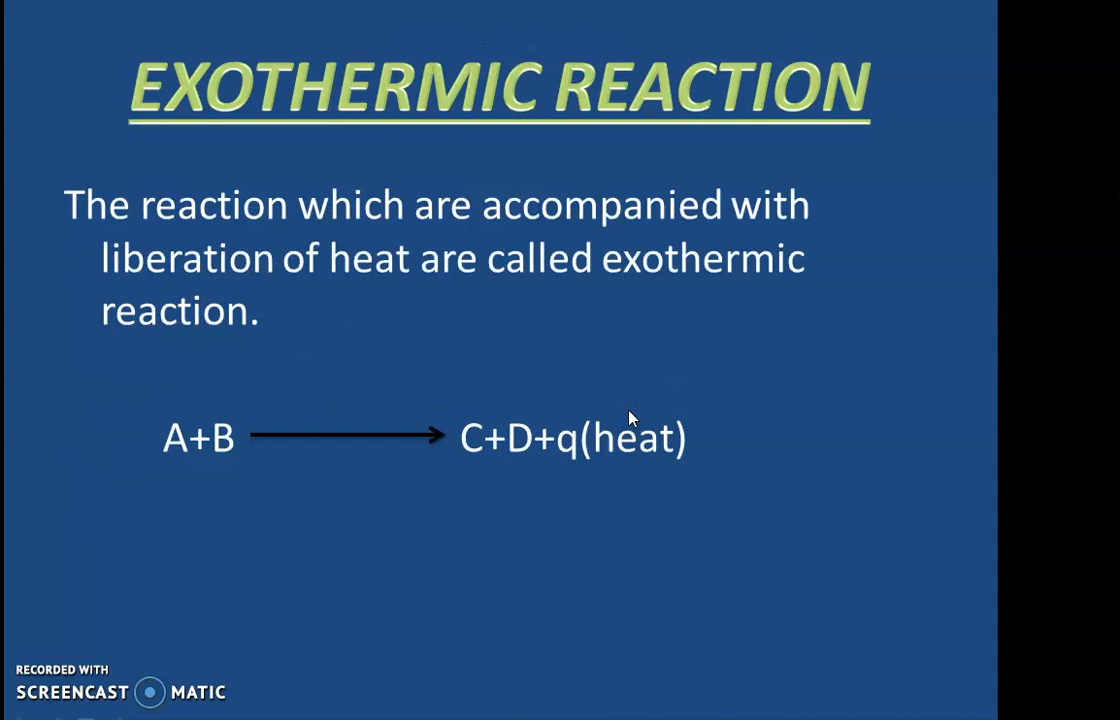 EXOTHERMIC REACTION
The reaction which are accompanied with
liberation of heat are called exothermic
reaction.
A+B → C+D+q(heat)
RECORDED WITH
SCREENCAST MATIC